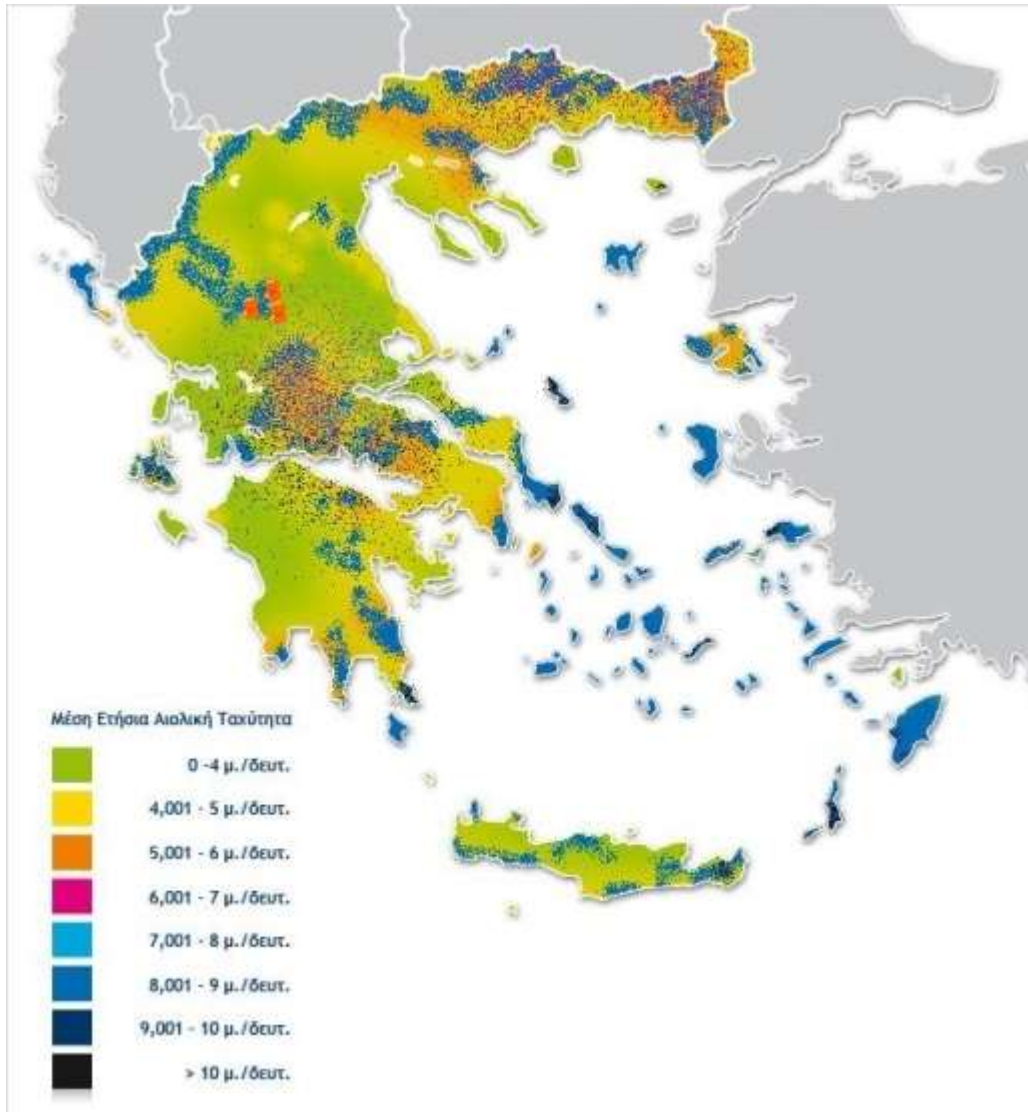 Μέση Ετήσια Αιολική Ταχύτητα
0 -4 μ./δευτ.
4,001 - 5 μ./δευτ.
5,001 - 6 μ./δευτ.
6,001 - 7 μ./δευτ.
7,001 - 8 μ./δευτ.
8,001 - 9 μ./δευτ.
9,001 - 10 μ./δευτ.
> 10 μ./δευτ.